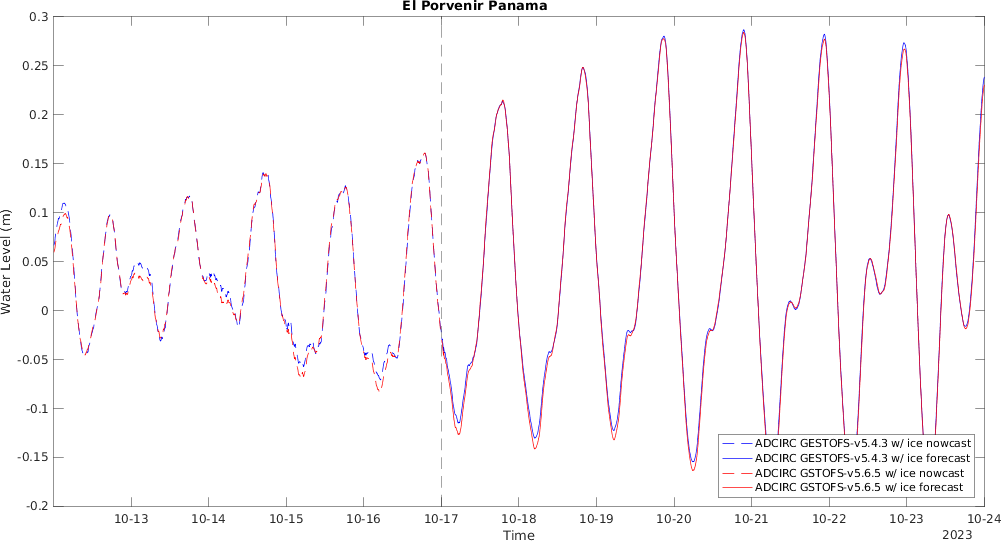 El Porvenir Panama
0.3
0.25
0.2
0.15
0.1
0.05
0
-0.05
-0.1
-0.15
-0.2
Water Level (m)
ADCIRC GESTOFS-v5.4.3 w/ ice nowcast
ADCIRC GESTOFS-v5.4.3 w/ ice forecast
ADCIRC GSTOFS-v5.6.5 w/ ice nowcast
ADCIRC GSTOFS-v5.6.5 w/ ice forecast
10-13 10-14 10-15 10-16 10-17 10-18 10-19 10-20 10-21 10-22 10-23 10-24
Time
2023